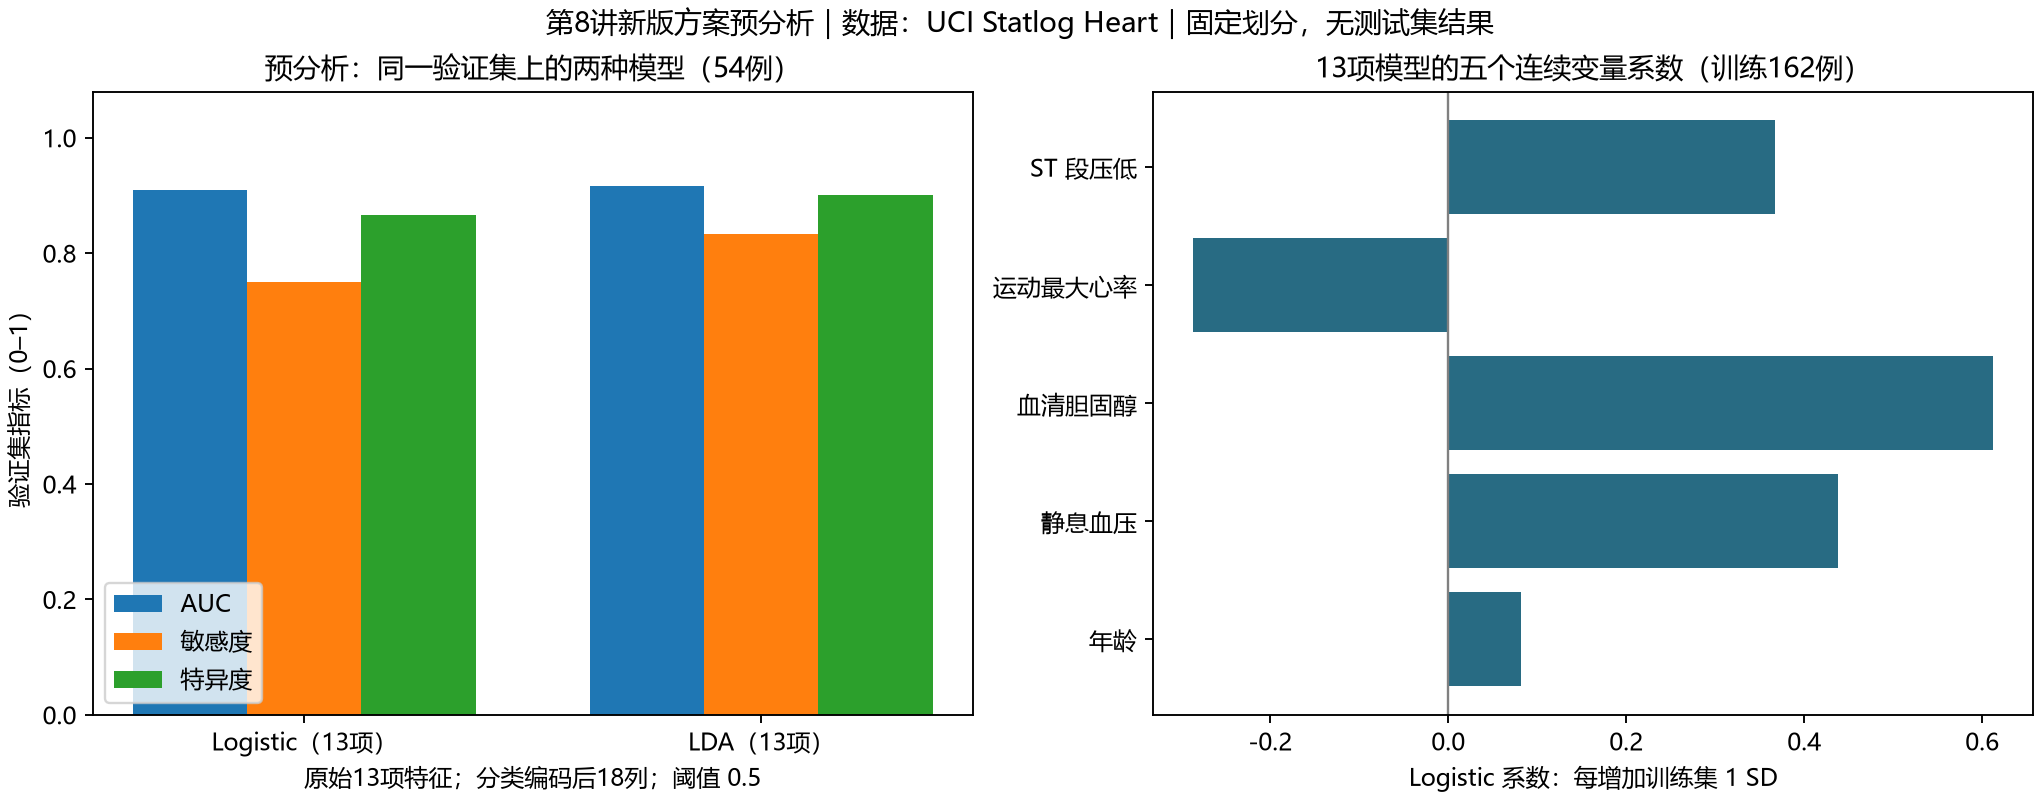 第8讲新版方案预分析｜数据：UCI Statlog Heart｜固定划分，无测试集结果
预分析：同一验证集上的两种模型（54例）
验证集指标（0–1）
1.0
0.8
0.6
0.4
0.2
0.0
AUC
敏感度
特异度
Logistic（13项）
LDA（13项）
原始13项特征；分类编码后18列；阈值 0.5
13项模型的五个连续变量系数（训练162例）
ST 段压低
运动最大心率
血清胆固醇
静息血压
年龄
-0.2
0.0
0.2
0.4
0.6
Logistic 系数：每增加训练集 1 SD